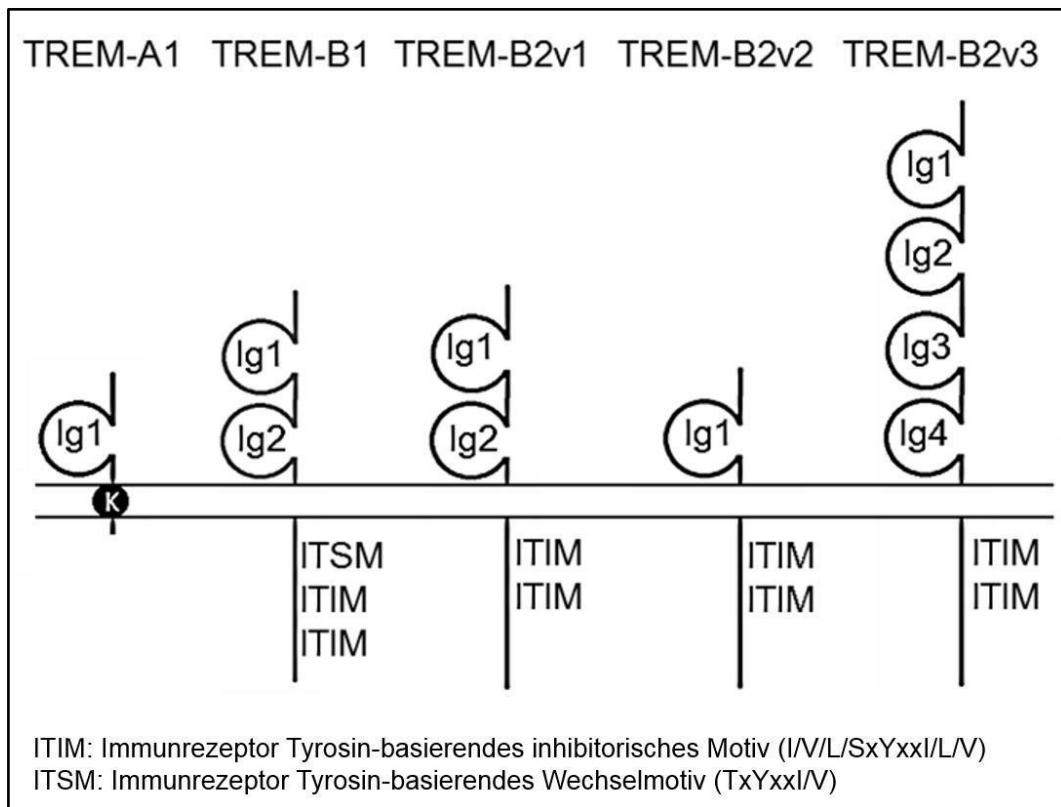 TREM-A1 TREM-B1 TREM-B2v1 TREM-B2v2 TREM-B2v3
Ig1
Ig2
Ig1 Ig1 Ig3
Ig1 Ig2 Ig2 Ig1 Ig4
K
ITSM ITIM ITIM ITIM
ITIM ITIM ITIM ITIM
ITIM
ITIM: Immunrezeptor Tyrosin-basierendes inhibitorisches Motiv (I/V/L/SxYxxI/L/V)
ITSM: Immunrezeptor Tyrosin-basierendes Wechselmotiv (TxYxxI/V)